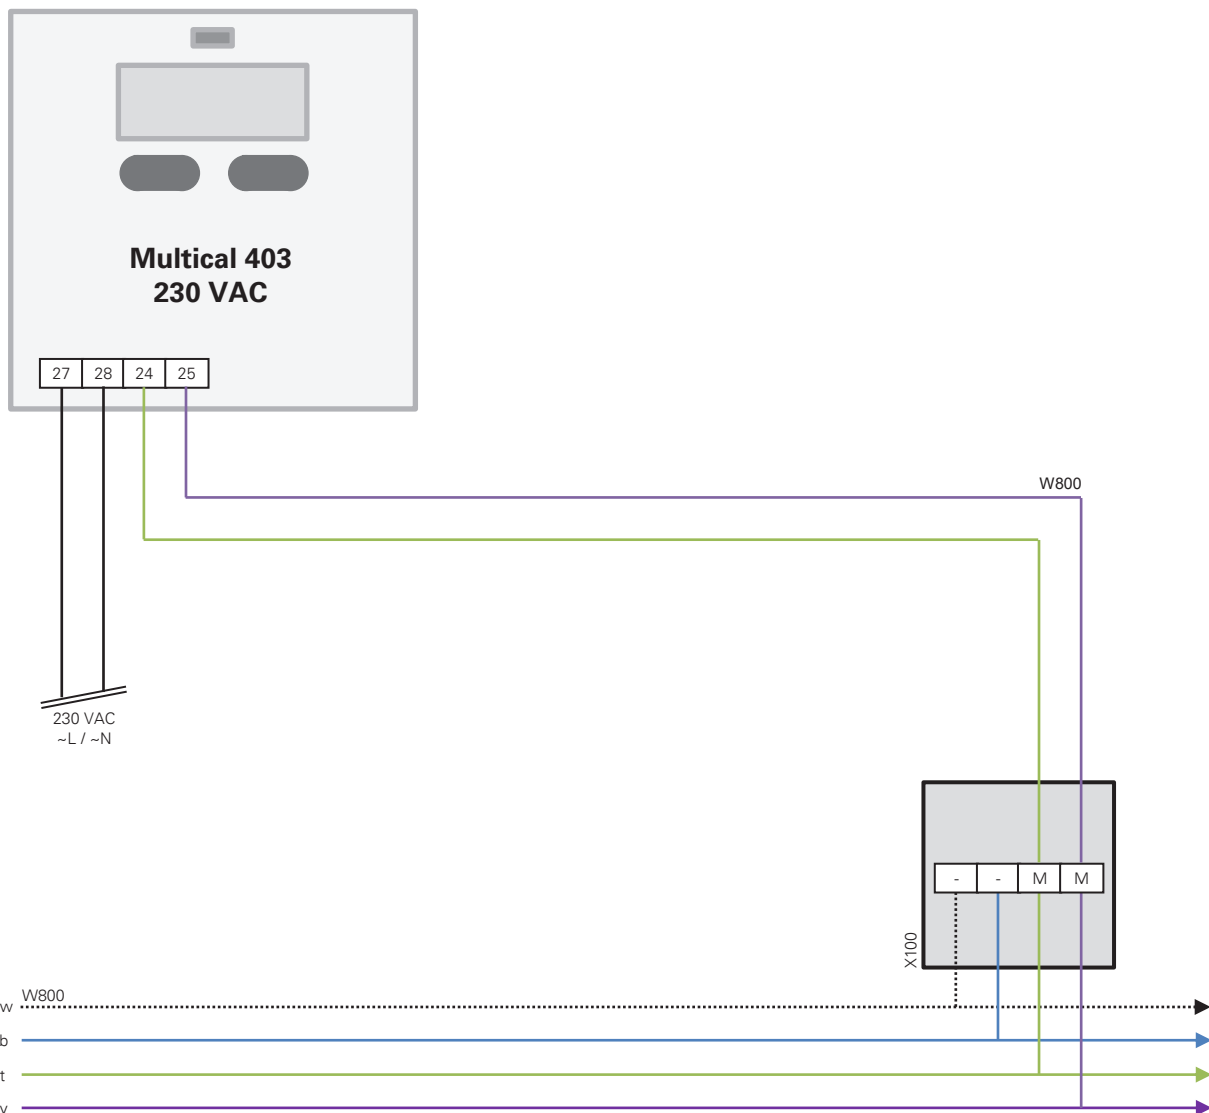 Multical 403
230 VAC
27 28 24 25
W800
230 VAC
~L / ~N
- - M M
X100
W800
w
b
t
v